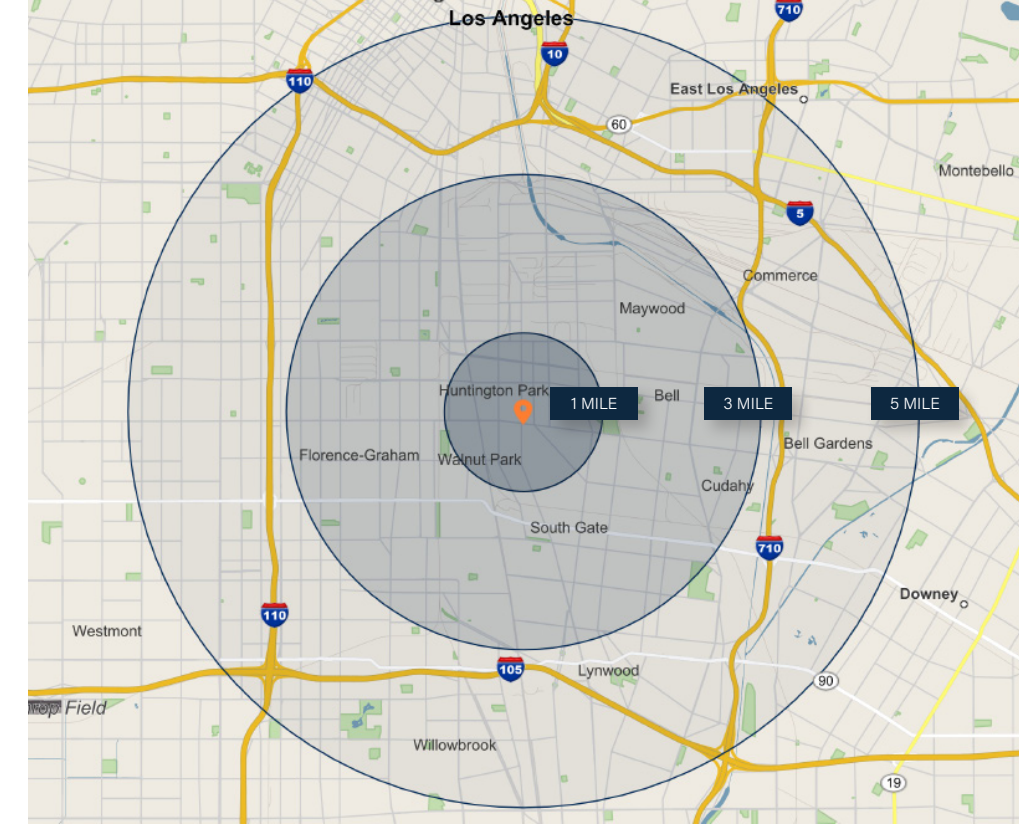 Los Angeles
710
10
110
East Los Angeles
60
Montebello
5
Commerce
Maywood
Huntington Park
1 MILE
Bell
3 MILE
5 MILE
Bell Gardens
Florence-Graham
Walnut Park
Cudahy
South Gate
710
Downey
110
Westmont
105
Lynwood
90
Field
Willowbrook
19